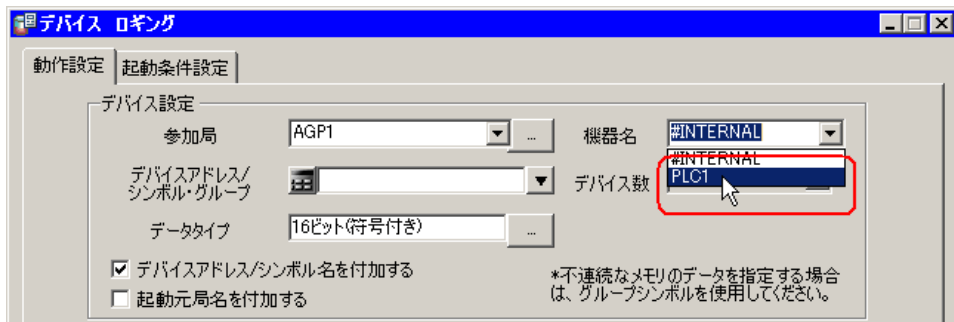 デバイス ロギング
動作設定
起動条件設定
デバイス設定
参加局
AGP1
...
機器名
#INTERNAL
#INTERNAL
PLC1
デバイスアドレス/
シンボル・グループ
デバイス数
データタイプ
16ビット(符号付き)
...
デバイスアドレス/シンボル名を付加する
起動元局名を付加する
*不連続なメモリのデータを指定する場合
は、グループシンボルを使用してください。